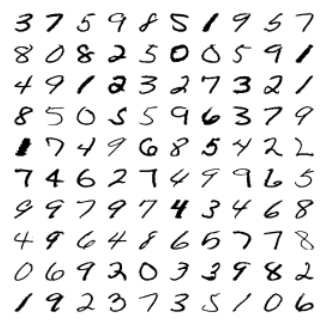 3 7 5 9 8 5 1 9 5 7
8 0 8 2 5 0 0 5 9 1
4 9 1 2 3 2 7 3 2 1
8 5 0 5 5 9 6 3 7 9
1 7 4 9 6 8 5 4 2 2
7 4 6 2 7 4 9 9 6 5
9 9 7 9 7 4 3 4 6 8
4 9 6 4 8 6 5 7 7 8
0 6 9 2 0 3 3 9 8 2
1 9 2 3 7 3 5 1 0 6